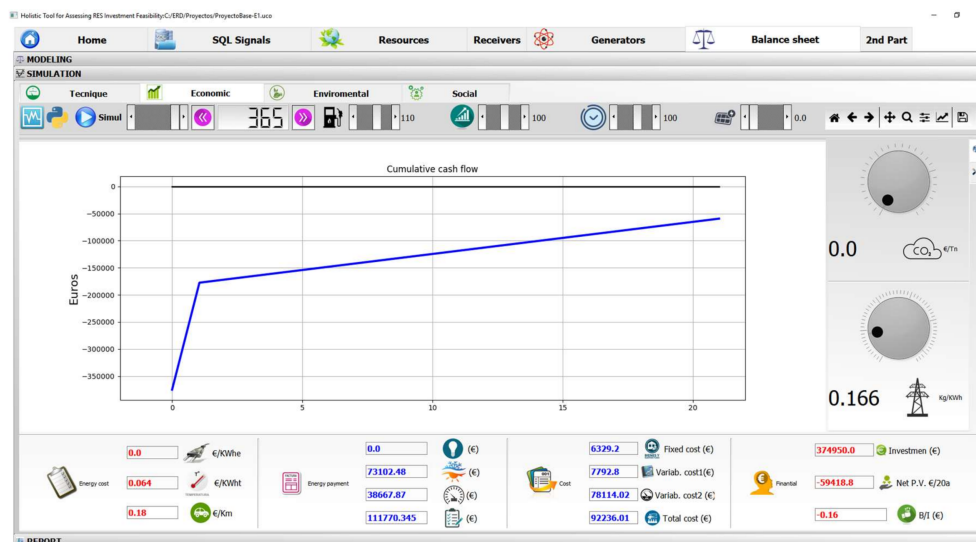 Holistic Tool for Assessing RES Investment Feasibility:C:/ERD/Proyectos/ProyectoBase-E1.uco
Home SQL Signals Resources Receivers Generators Balance sheet 2nd Part
MODELING
SIMULATION
Tecnique Economic Enviromental Social
Simul 365 110 100 100 0.0
Cumulative cash flow
0
−50000
−100000
−150000
−200000
−250000
−300000
−350000
Euros
0 5 10 15 20
0.0 CO₂ €/Tn
0.166 Kg/KWh
0.0 €/KWhe 0.0 (€) 6329.2 Fixed cost (€) 374950.0 Investmen (€)
Energy cost 0.064 €/KWht Energy payment 73102.48 (€) Cost 7792.8 Variab. cost1(€) Finantial -59418.8 Net P.V. €/20a
0.18 €/Km 38667.87 (€) 78114.02 Variab. cost2 (€) -0.16 B/I (€)
111770.345 (€) 92236.01 Total cost (€)
REPORT